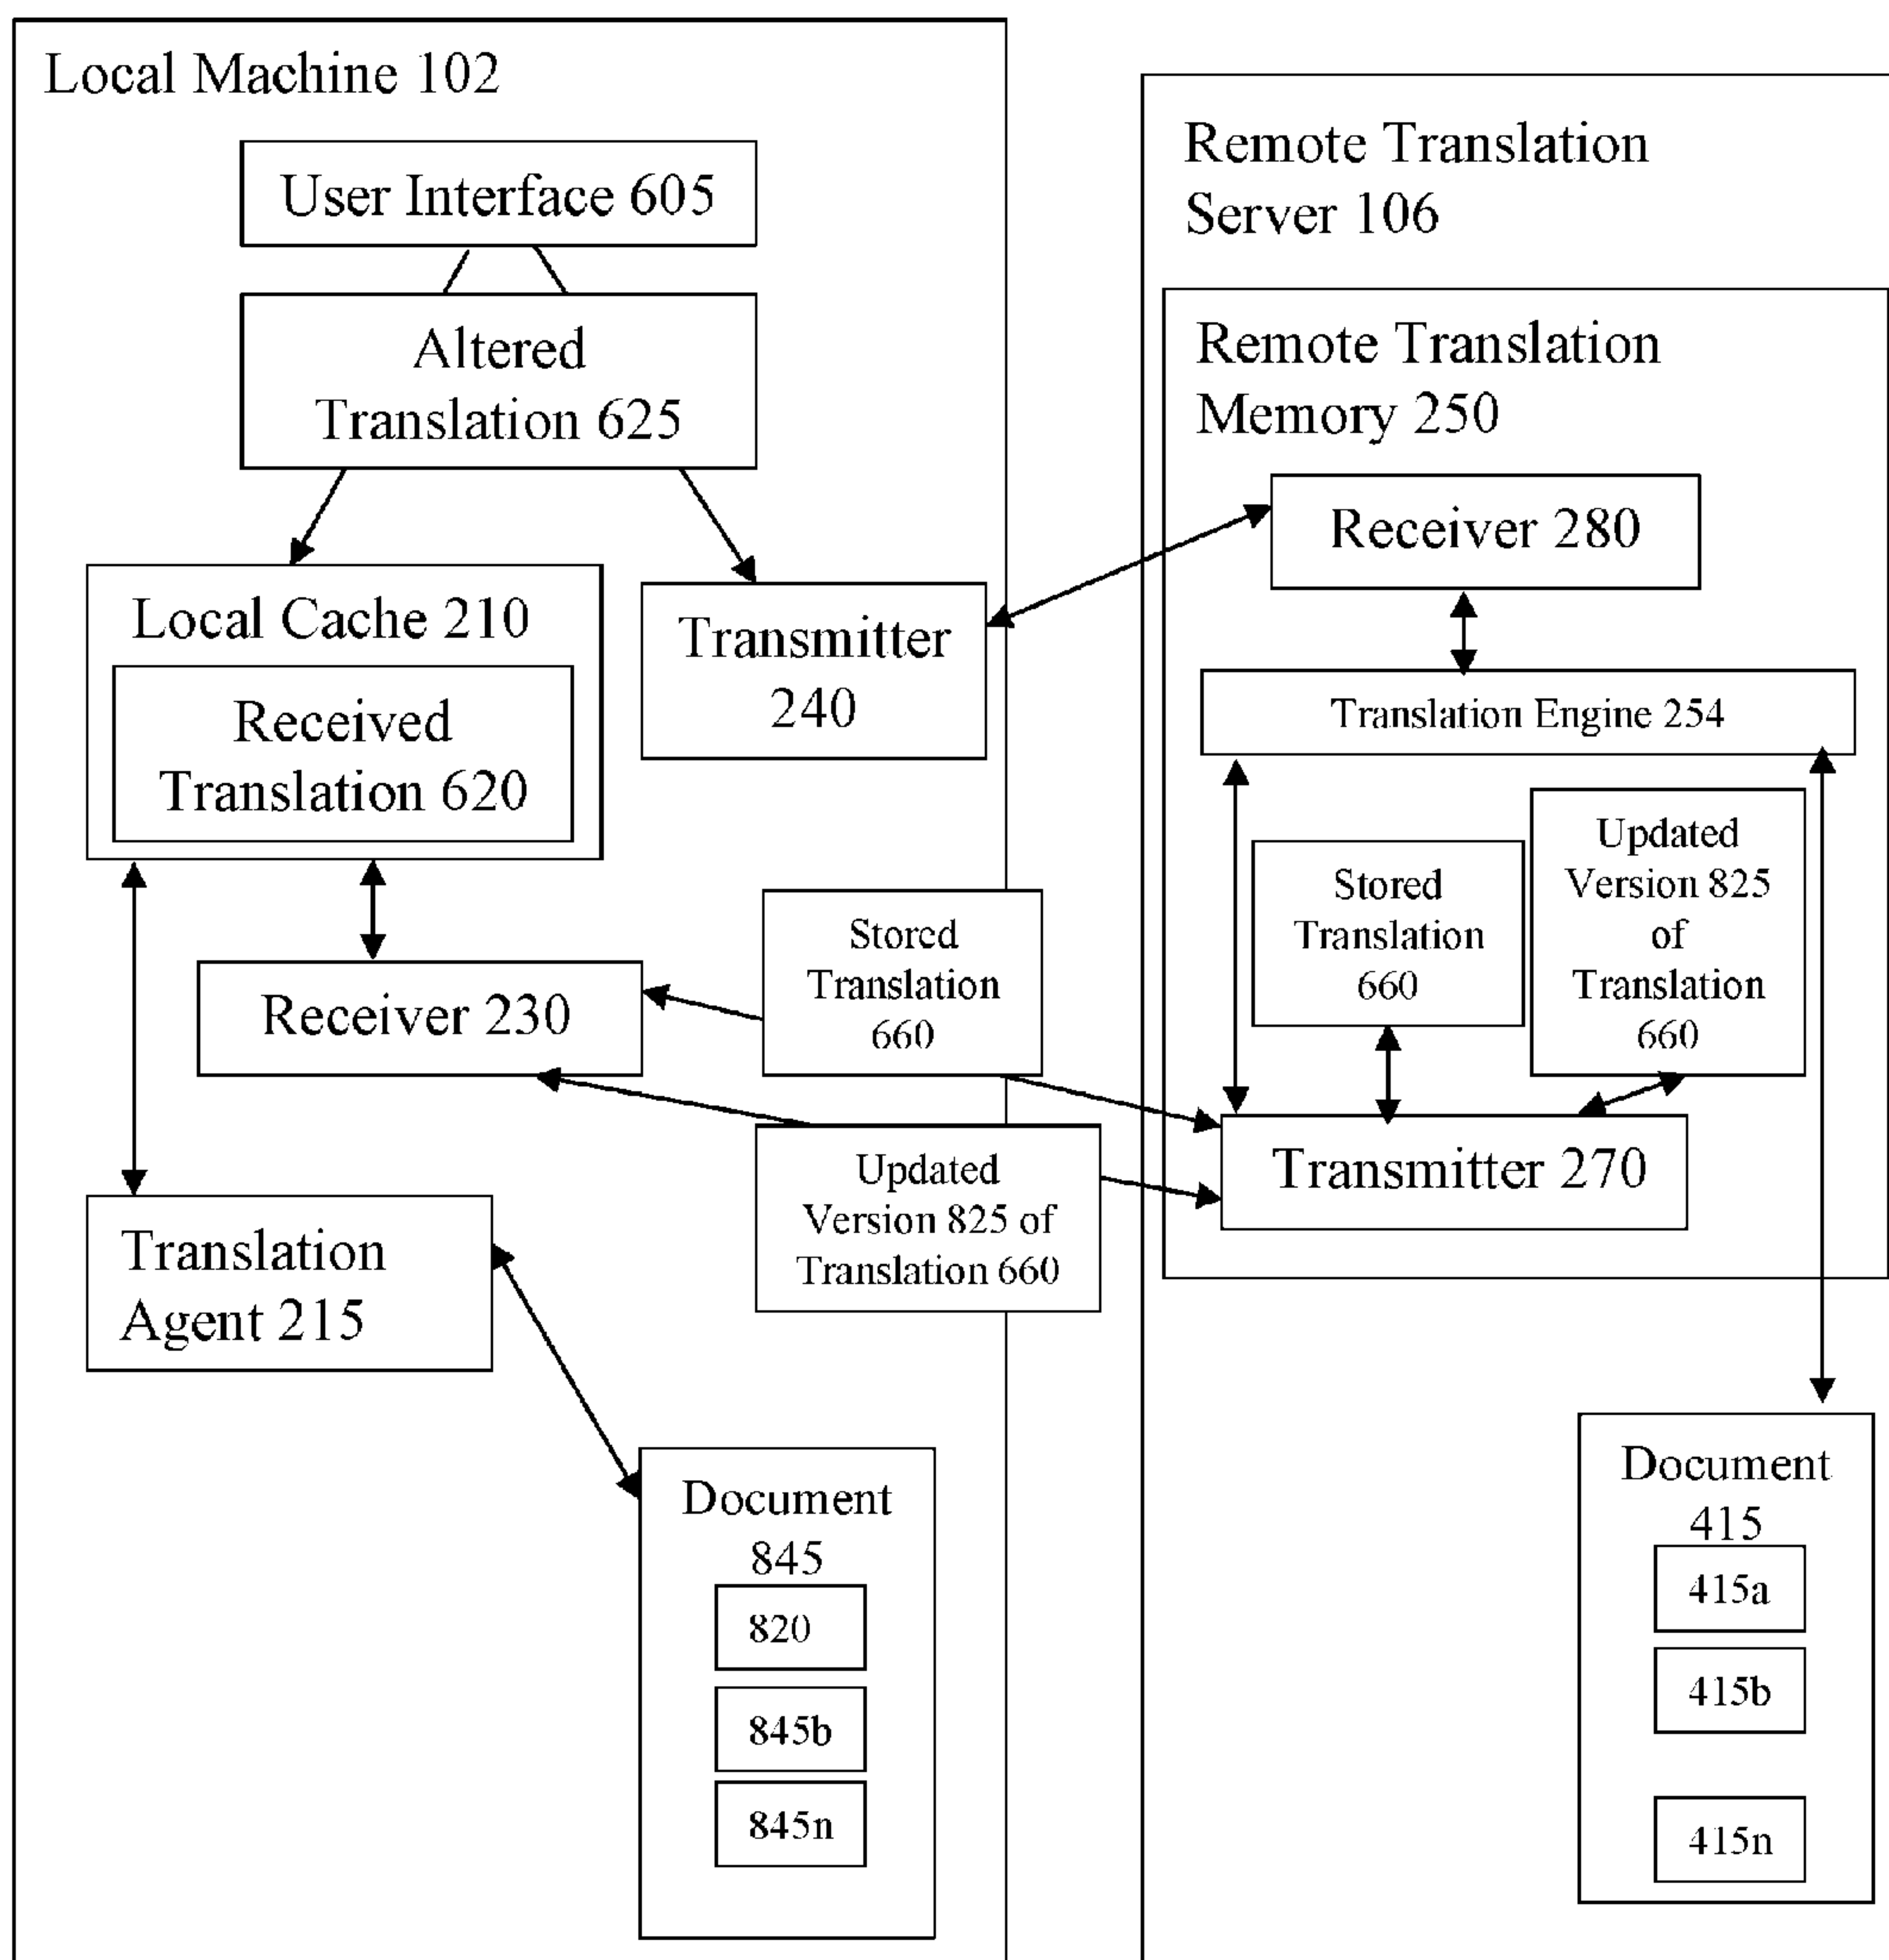 Local Machine 102
User Interface 605
Altered
Translation 625
Local Cache 210
Received
Translation 620
Transmitter
240
Receiver 230
Stored
Translation
660
Updated
Version 825 of
Translation 660
Translation
Agent 215
Document
845
820
845b
845n
Remote Translation
Server 106
Remote Translation
Memory 250
Receiver 280
Translation Engine 254
Stored
Translation
660
Updated
Version 825
of
Translation
660
Transmitter 270
Document
415
415a
415b
415n